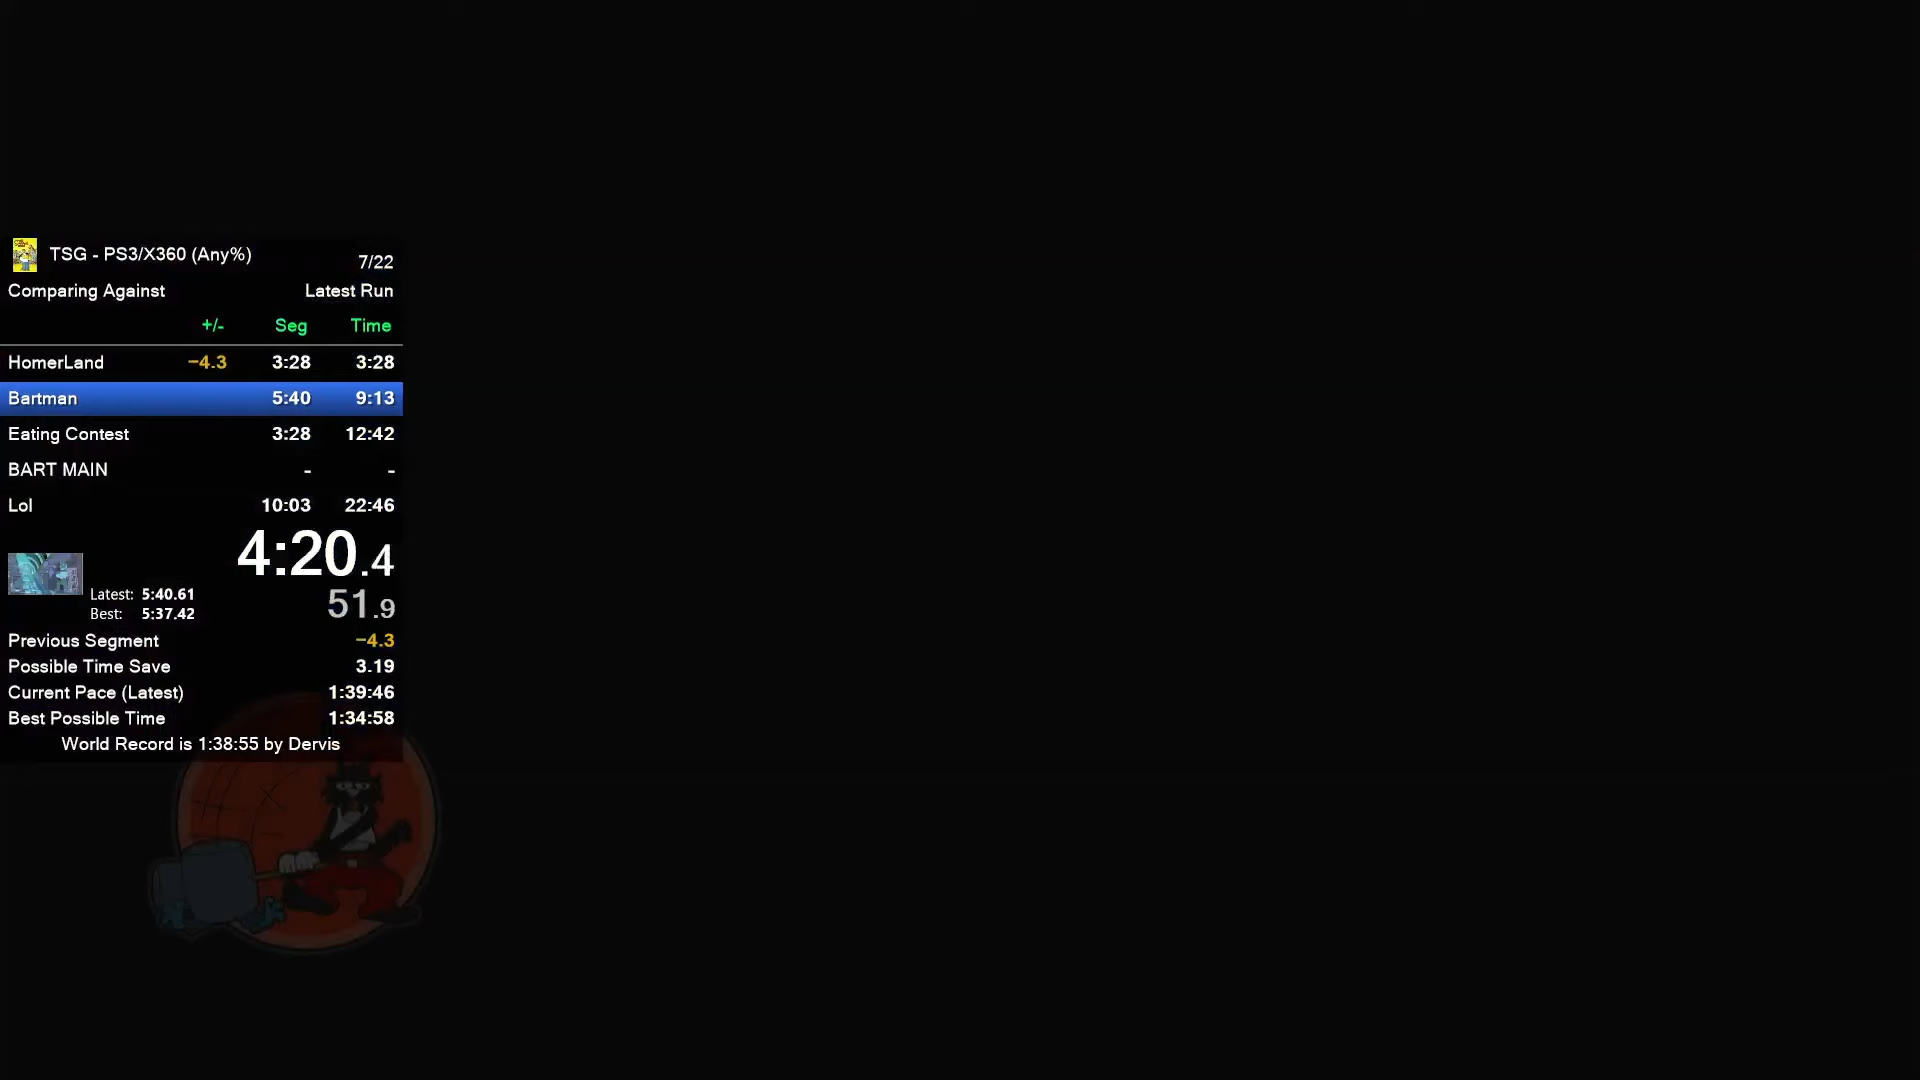 TSG - PS3/X360 (Any%)
7/22
Comparing Against Latest Run
+/- Seg Time
HomerLand −4.3 3:28 3:28
Bartman 5:40 9:13
Eating Contest 3:28 12:42
BART MAIN - -
Lol 10:03 22:46
4:20.4
Latest: 5:40.61
51.9
Best: 5:37.42
Previous Segment −4.3
Possible Time Save 3.19
Current Pace (Latest) 1:39:46
Best Possible Time 1:34:58
World Record is 1:38:55 by Dervis